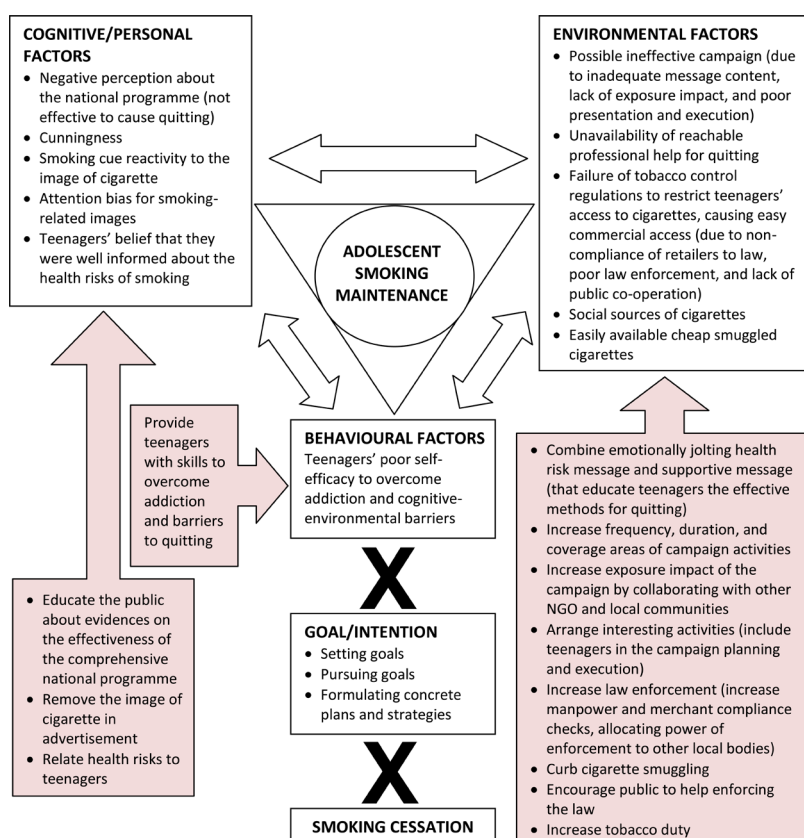 COGNITIVE/PERSONAL
FACTORS
• Negative perception about
the national programme (not
effective to cause quitting)
• Cunningness
• Smoking cue reactivity to the
image of cigarette
• Attention bias for smoking-
related images
• Teenagers’ belief that they
were well informed about the
health risks of smoking
ENVIRONMENTAL FACTORS
• Possible ineffective campaign (due
to inadequate message content,
lack of exposure impact, and poor
presentation and execution)
• Unavailability of reachable
professional help for quitting
• Failure of tobacco control
regulations to restrict teenagers’
access to cigarettes, causing easy
commercial access (due to non-
compliance of retailers to law,
poor law enforcement, and lack of
public co-operation)
• Social sources of cigarettes
• Easily available cheap smuggled
cigarettes
ADOLESCENT
SMOKING
MAINTENANCE
Provide
teenagers
with skills to
overcome
addiction
and barriers
to quitting
BEHAVIOURAL FACTORS
Teenagers’ poor self-
efficacy to overcome
addiction and cognitive-
environmental barriers
• Educate the public
about evidences on
the effectiveness of
the comprehensive
national programme
• Remove the image of
cigarette in
advertisement
• Relate health risks to
teenagers
X
GOAL/INTENTION
• Setting goals
• Pursuing goals
• Formulating concrete
plans and strategies
X
SMOKING CESSATION
• Combine emotionally jolting health
risk message and supportive message
(that educate teenagers the effective
methods for quitting)
• Increase frequency, duration, and
coverage areas of campaign activities
• Increase exposure impact of the
campaign by collaborating with other
NGO and local communities
• Arrange interesting activities (include
teenagers in the campaign planning
and execution)
• Increase law enforcement (increase
manpower and merchant compliance
checks, allocating power of
enforcement to other local bodies)
• Curb cigarette smuggling
• Encourage public to help enforcing
the law
• Increase tobacco duty